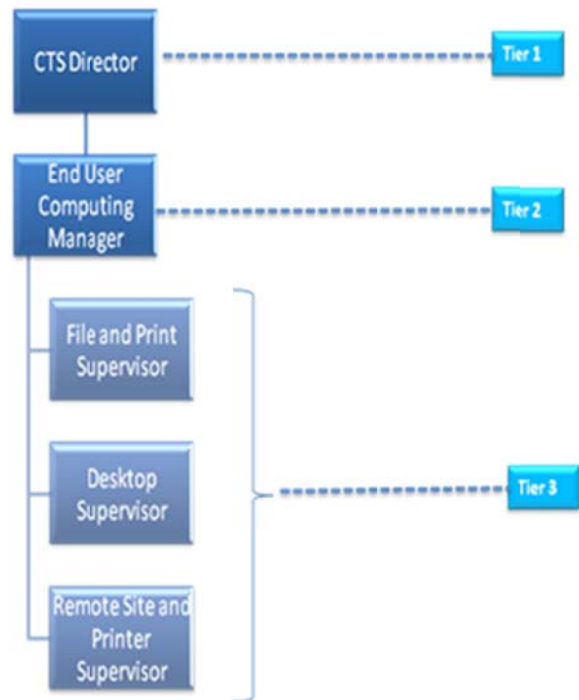 CTS Director
Tier 1
End User
Computing
Manager
Tier 2
File and Print
Supervisor
Desktop
Supervisor
Tier 3
Remote Site and
Printer
Supervisor